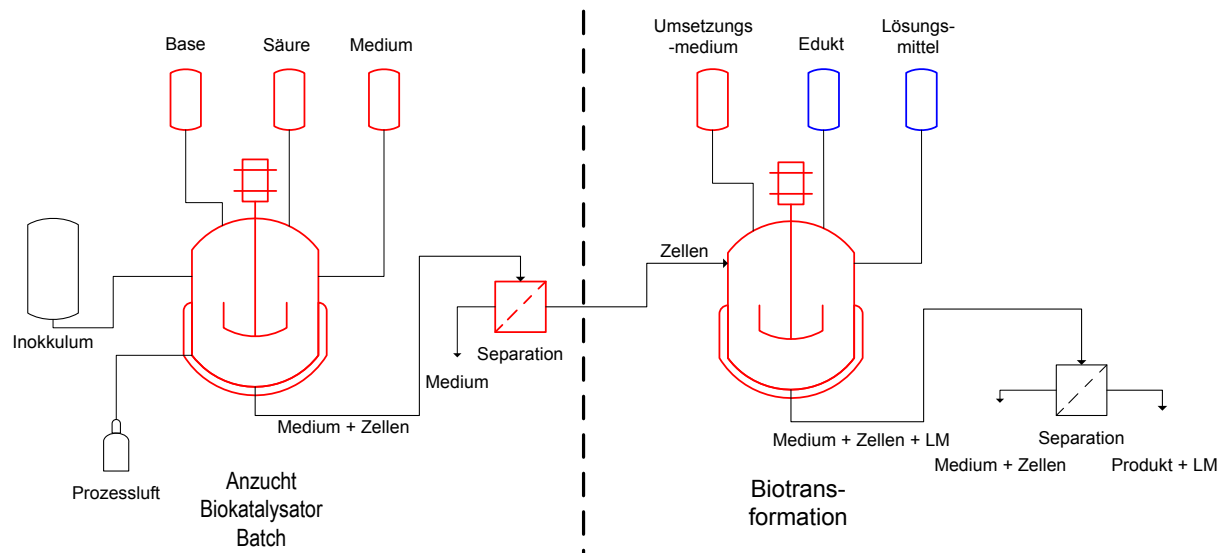 Base
Säure
Medium
Inokkulum
Prozessluft
Medium + Zellen
Medium
Separation
Anzucht
Biokatalysator
Batch
Umsetzungs
-medium
Edukt
Lösungs-
mittel
Zellen
Medium + Zellen + LM
Separation
Medium + Zellen
Produkt + LM
Biotrans-
formation